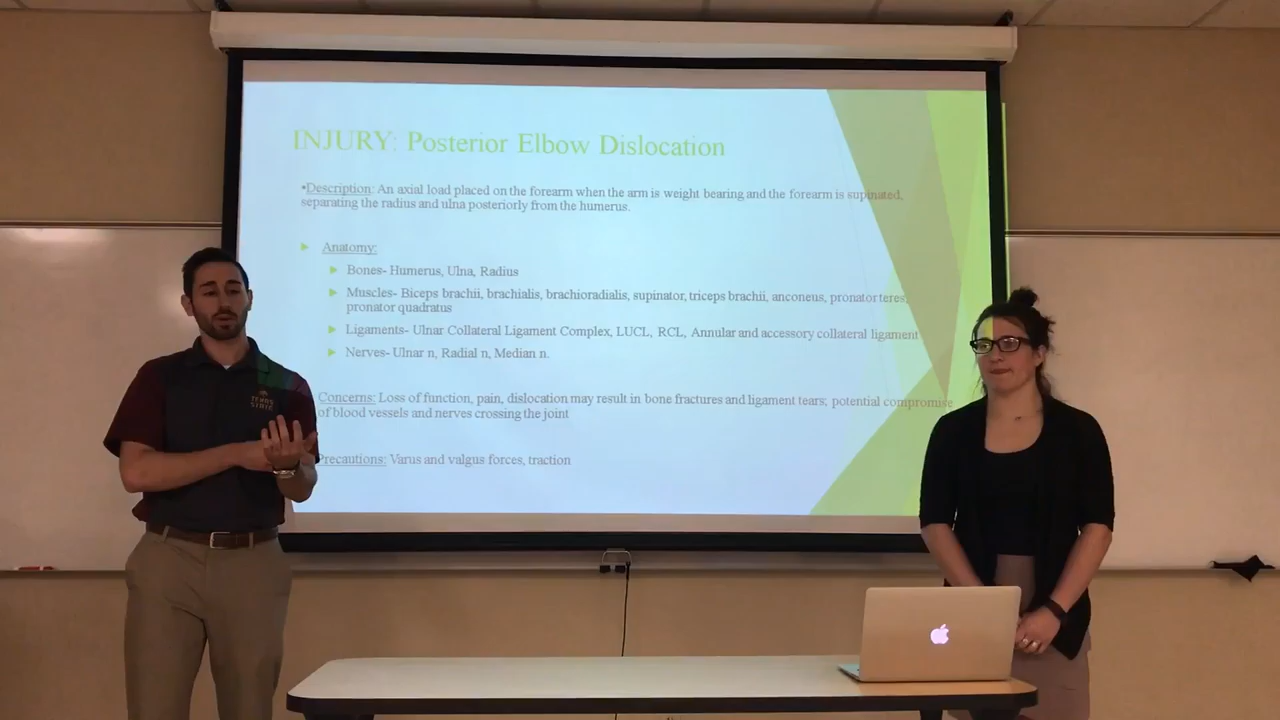 INJURY: Posterior Elbow Dislocation
•Description: An axial load placed on the forearm when the arm is weight bearing and the forearm is supinated,
separating the radius and ulna posteriorly from the humerus.
Anatomy:
Bones- Humerus, Ulna, Radius
Muscles- Biceps brachii, brachialis, brachioradialis, supinator, triceps brachii, anconeus, pronator teres,
pronator quadratus
Ligaments- Ulnar Collateral Ligament Complex, LUCL, RCL, Annular and accessory collateral ligament
Nerves- Ulnar n, Radial n, Median n.
Concerns: Loss of function, pain, dislocation may result in bone fractures and ligament tears; potential compromise
of blood vessels and nerves crossing the joint
Precautions: Varus and valgus forces, traction
TEXAS
STATE